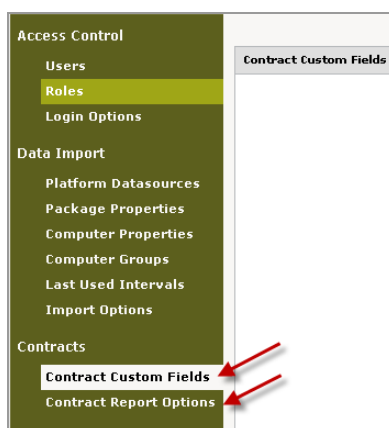 Access Control
Users
Roles
Login Options
Data Import
Platform Datasources
Package Properties
Computer Properties
Computer Groups
Last Used Intervals
Import Options
Contracts
Contract Custom Fields
Contract Report Options
Contract Custom Fields